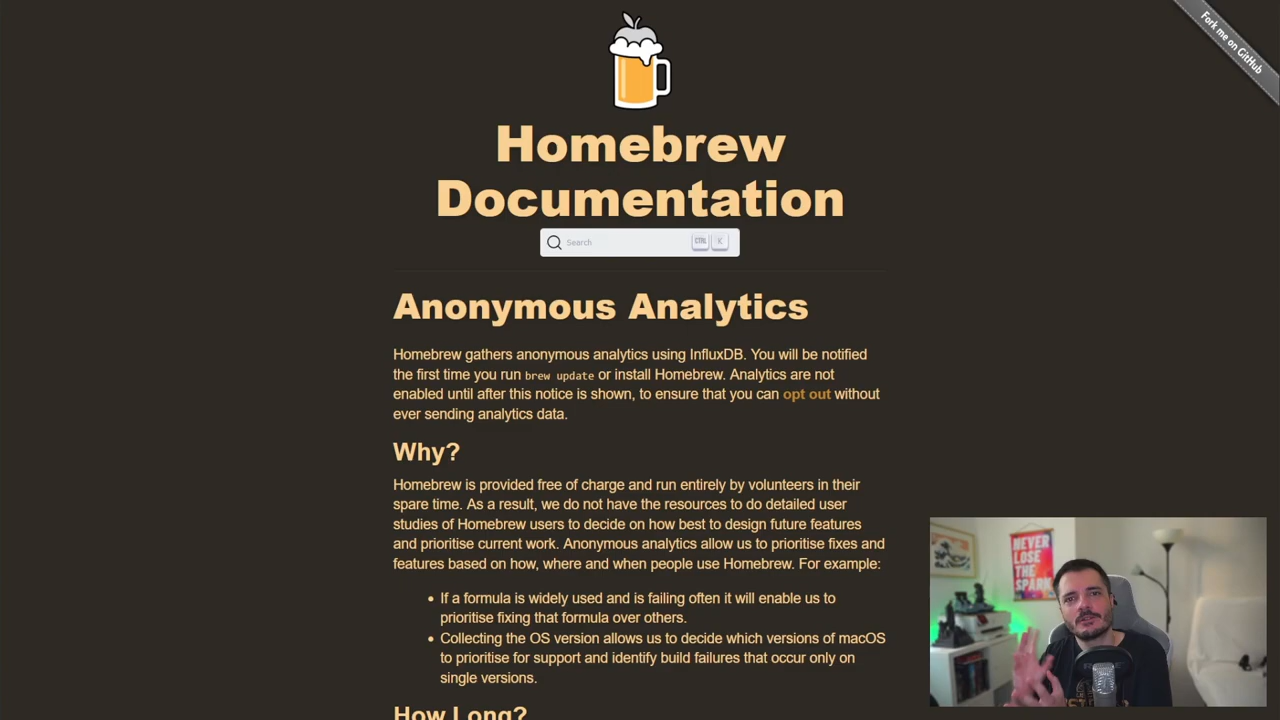 Fork me on GitHub
Homebrew
Documentation
Search
CTRL
K
Anonymous Analytics
Homebrew gathers anonymous analytics using InfluxDB. You will be notified
the first time you run brew update or install Homebrew. Analytics are not
enabled until after this notice is shown, to ensure that you can opt out without
ever sending analytics data.
Why?
Homebrew is provided free of charge and run entirely by volunteers in their
spare time. As a result, we do not have the resources to do detailed user
studies of Homebrew users to decide on how best to design future features
and prioritise current work. Anonymous analytics allow us to prioritise fixes and
features based on how, where and when people use Homebrew. For example:
• If a formula is widely used and is failing often it will enable us to
prioritise fixing that formula over others.
• Collecting the OS version allows us to decide which versions of macOS
to prioritise for support and identify build failures that occur only on
single versions.
How Long?
NEVER
LOSE
THE
SPARK